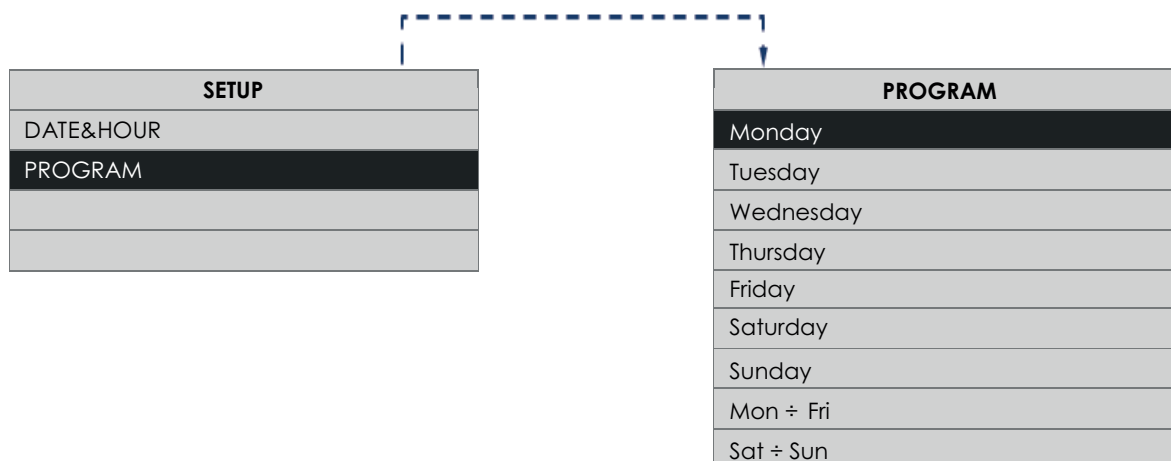 SETUP
DATE&HOUR
PROGRAM
PROGRAM
Monday
Tuesday
Wednesday
Thursday
Friday
Saturday
Sunday
Mon ÷ Fri
Sat ÷ Sun